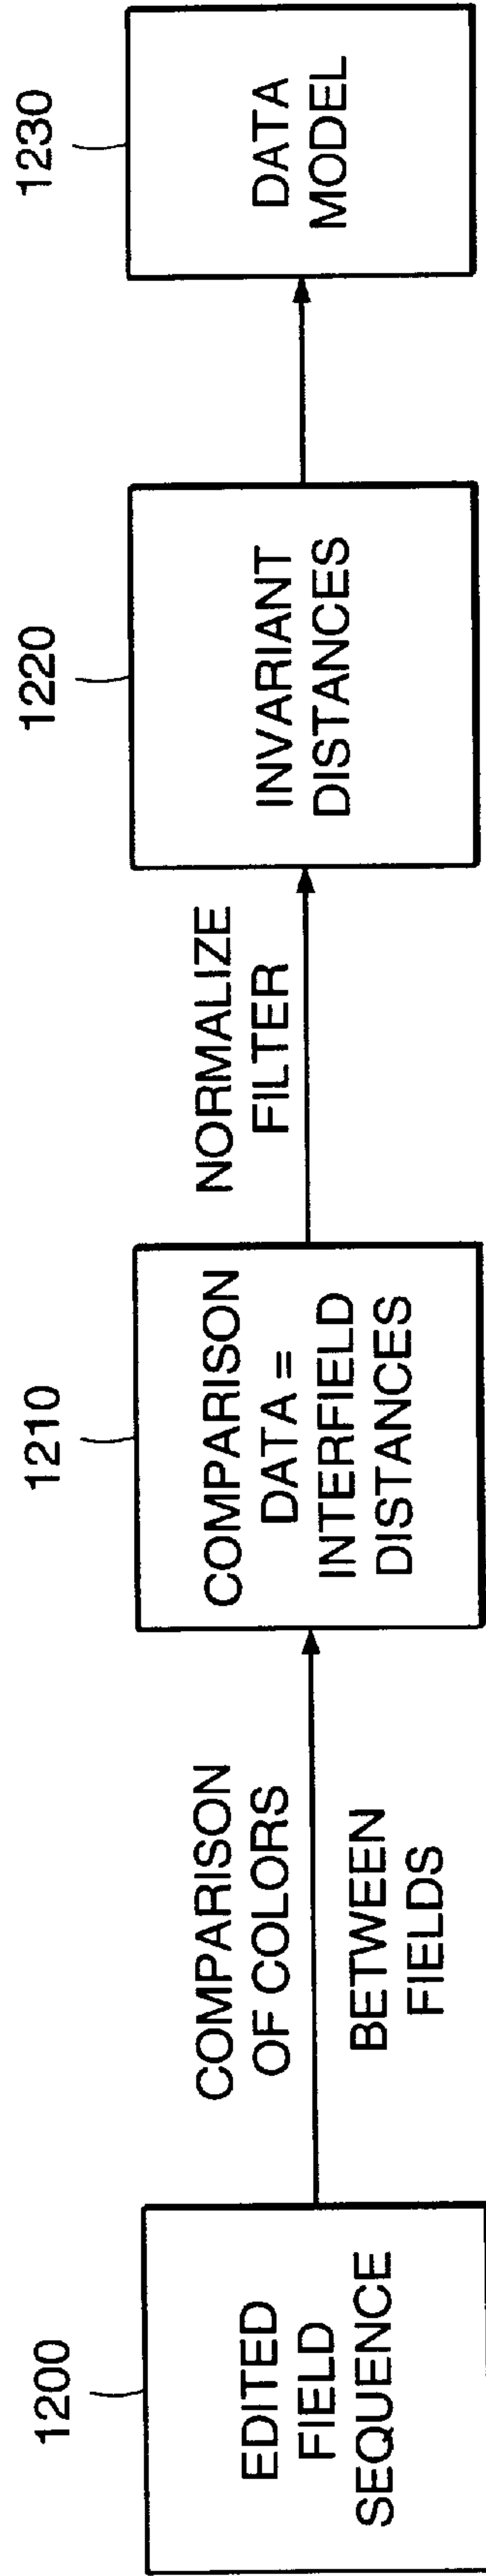 1200
EDITED
FIELD
SEQUENCE
COMPARISON
OF COLORS
BETWEEN
FIELDS
1210
COMPARISON
DATA =
INTERFIELD
DISTANCES
NORMALIZE
FILTER
1220
INVARIANT
DISTANCES
1230
DATA
MODEL